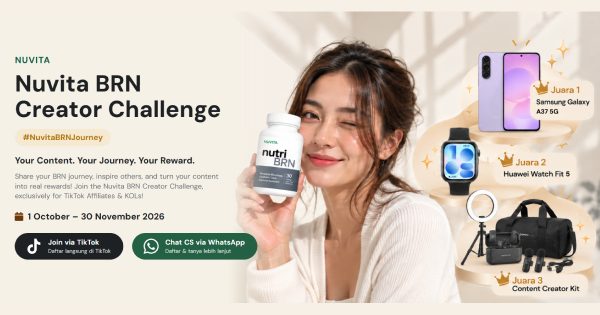 NUVITA
Nuvita BRN
Creator Challenge
#NuvitaBRNJourney
Your Content. Your Journey. Your Reward.
Share your BRN journey, inspire others, and turn your content
into real rewards! Join the Nuvita BRN Creator Challenge,
exclusively for TikTok Affiliates & KOLs!
1 October – 30 November 2026
Join via TikTok
Daftar langsung di TikTok
Chat CS via WhatsApp
Daftar & tanya lebih lanjut
NUVITA
nutri
BRN
30
Juara 1
Samsung Galaxy
A37 5G
Juara 2
Huawei Watch Fit 5
Juara 3
Content Creator Kit